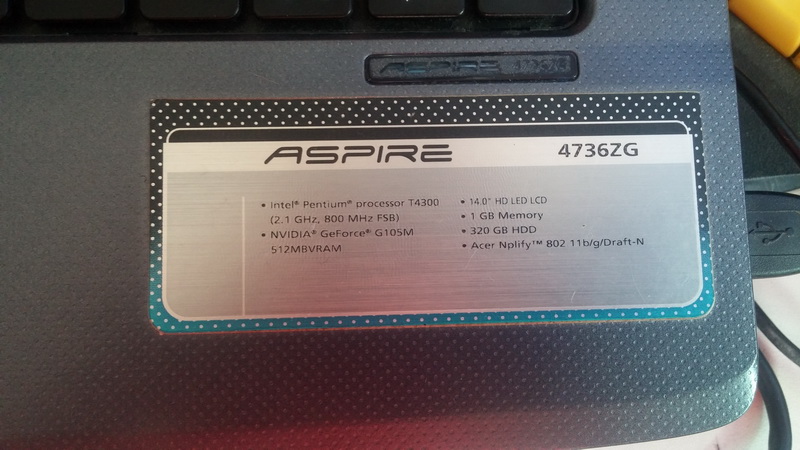 ASPIRE
ASPIRE 4736ZG
• Intel® Pentium® processor T4300
(2.1 GHz, 800 MHz FSB)
• NVIDIA® GeForce® G105M
512MBVRAM
• 14.0" HD LED LCD
• 1 GB Memory
• 320 GB HDD
• Acer Nplify™ 802 11b/g/Draft-N